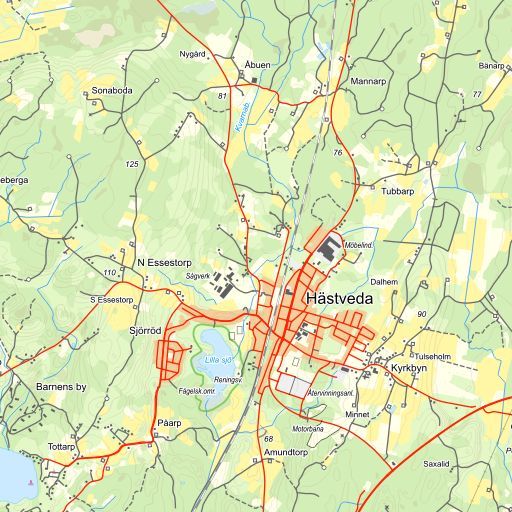 Nygård
Åbuen
Bänarp
Mannarp
Sonaboda
81
77
Kvarnab.
76
125
eberga
Tubbarp
Möbelind.
N Essestorp
110
Sågverk
Dalhem
S Essestorp
Hästveda
90
Sjörröd
Lilla sjö
Tulseholm
Kyrkbyn
Reningsv.
Barnens by
Fågelsk.omr.
Återvinningsanl.
Minnet
Påarp
Motorbana
68
Tottarp
Amundtorp
Saxalid